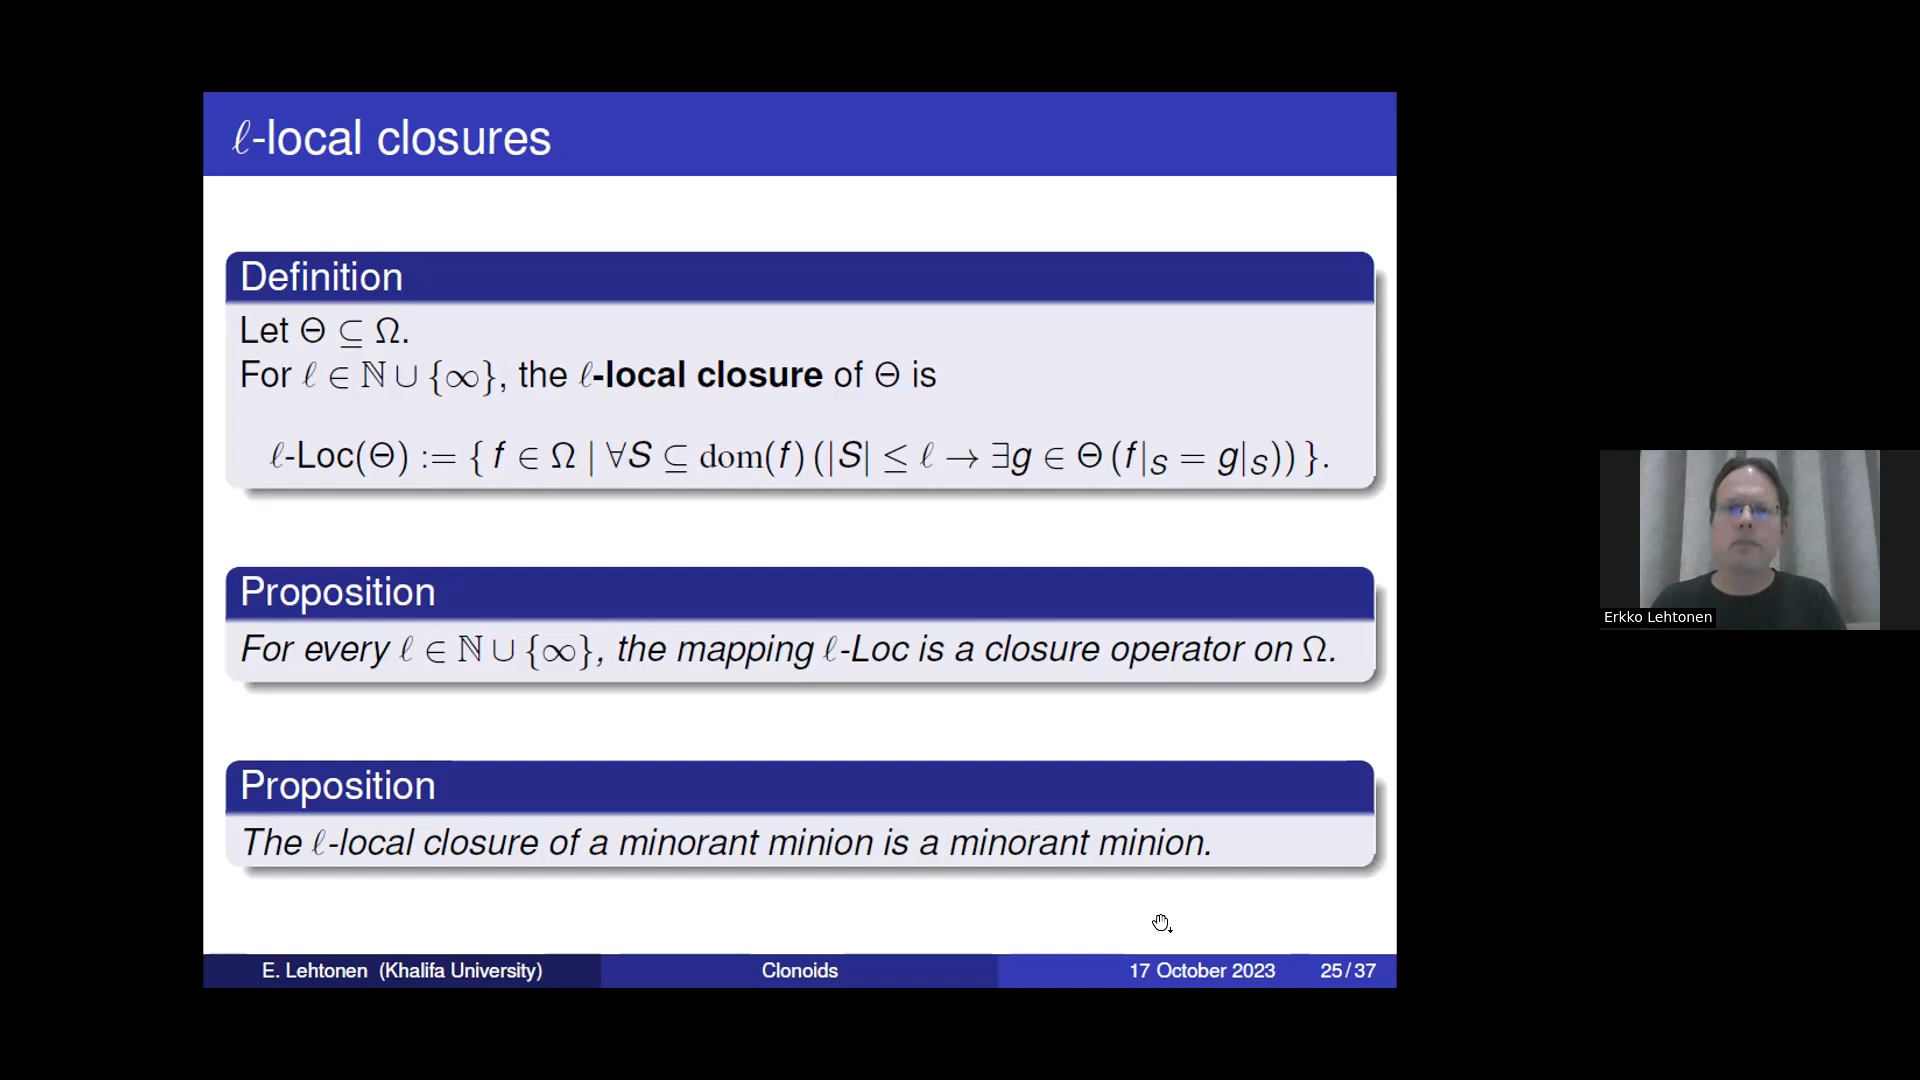 ℓ-local closures
Definition
Let Θ ⊆ Ω.
For ℓ ∈ ℕ ∪ {∞}, the ℓ-local closure of Θ is
ℓ-Loc(Θ) := { f ∈ Ω | ∀S ⊆ dom(f) (|S| ≤ ℓ → ∃g ∈ Θ (f|_S = g|_S)) }.
Proposition
For every ℓ ∈ ℕ ∪ {∞}, the mapping ℓ-Loc is a closure operator on Ω.
Proposition
The ℓ-local closure of a minorant minion is a minorant minion.
E. Lehtonen (Khalifa University) Clonoids 17 October 2023 25/37
Erkko Lehtonen